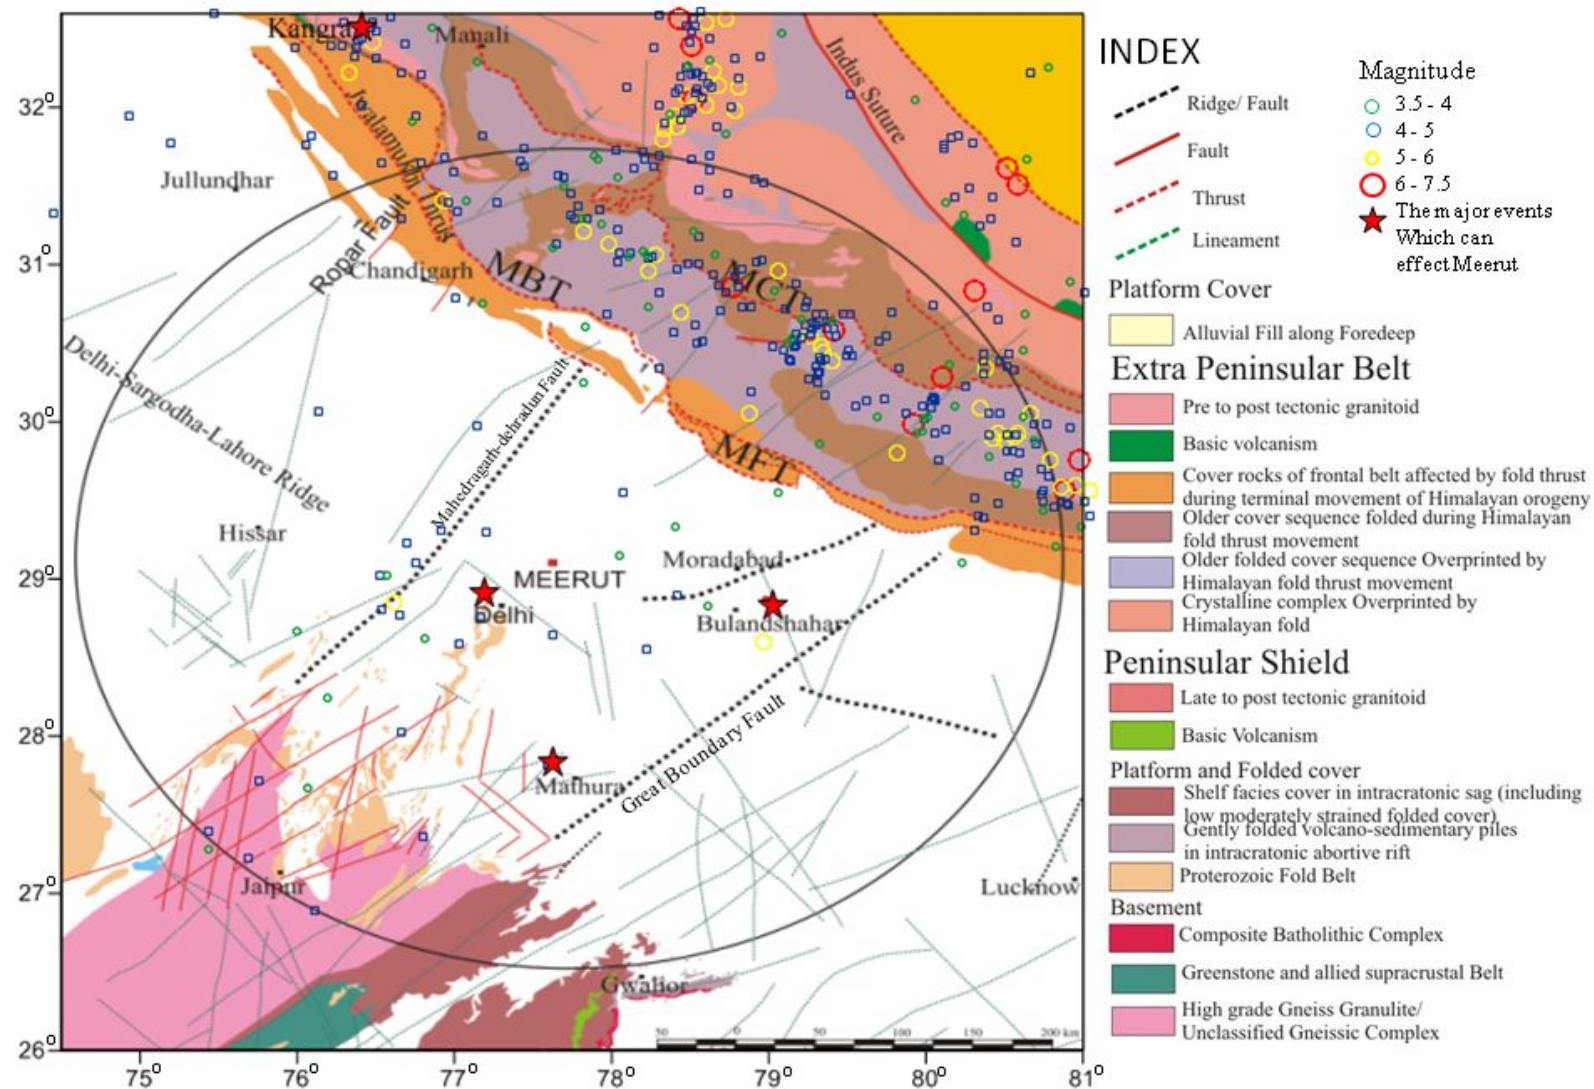 Kangra
Manali
Indus Suture
Jwalamukhi Thrust
Jullundhar
Ropar Fault
Chandigarh
MBT
MCT
MFT
Delhi-Sargodha-Lahore Ridge
Mahedragarh-dehradun Fault
Hissar
MEERUT
Delhi
Moradabad
Bulandshahar
Great Boundary Fault
Mathura
Jaipur
Lucknow
Gwalior
50 0 50 100 150 200 km
32°
31°
30°
29°
28°
27°
26°
75° 76° 77° 78° 79° 80° 81°
INDEX
Ridge/ Fault
Fault
Thrust
Lineament
Magnitude
3.5 - 4
4 - 5
5 - 6
6 - 7.5
The major events
Which can
effect Meerut
Platform Cover
Alluvial Fill along Foredeep
Extra Peninsular Belt
Pre to post tectonic granitoid
Basic volcanism
Cover rocks of frontal belt affected by fold thrust
during terminal movement of Himalayan orogeny
Older cover sequence folded during Himalayan
fold thrust movement
Older folded cover sequence Overprinted by
Himalayan fold thrust movement
Crystalline complex Overprinted by
Himalayan fold
Peninsular Shield
Late to post tectonic granitoid
Basic Volcanism
Platform and Folded cover
Shelf facies cover in intracratonic sag (including
low moderately strained folded cover)
Gently folded volcano-sedimentary piles
in intracratonic abortive rift
Proterozoic Fold Belt
Basement
Composite Batholithic Complex
Greenstone and allied supracrustal Belt
High grade Gneiss Granulite/
Unclassified Gneissic Complex